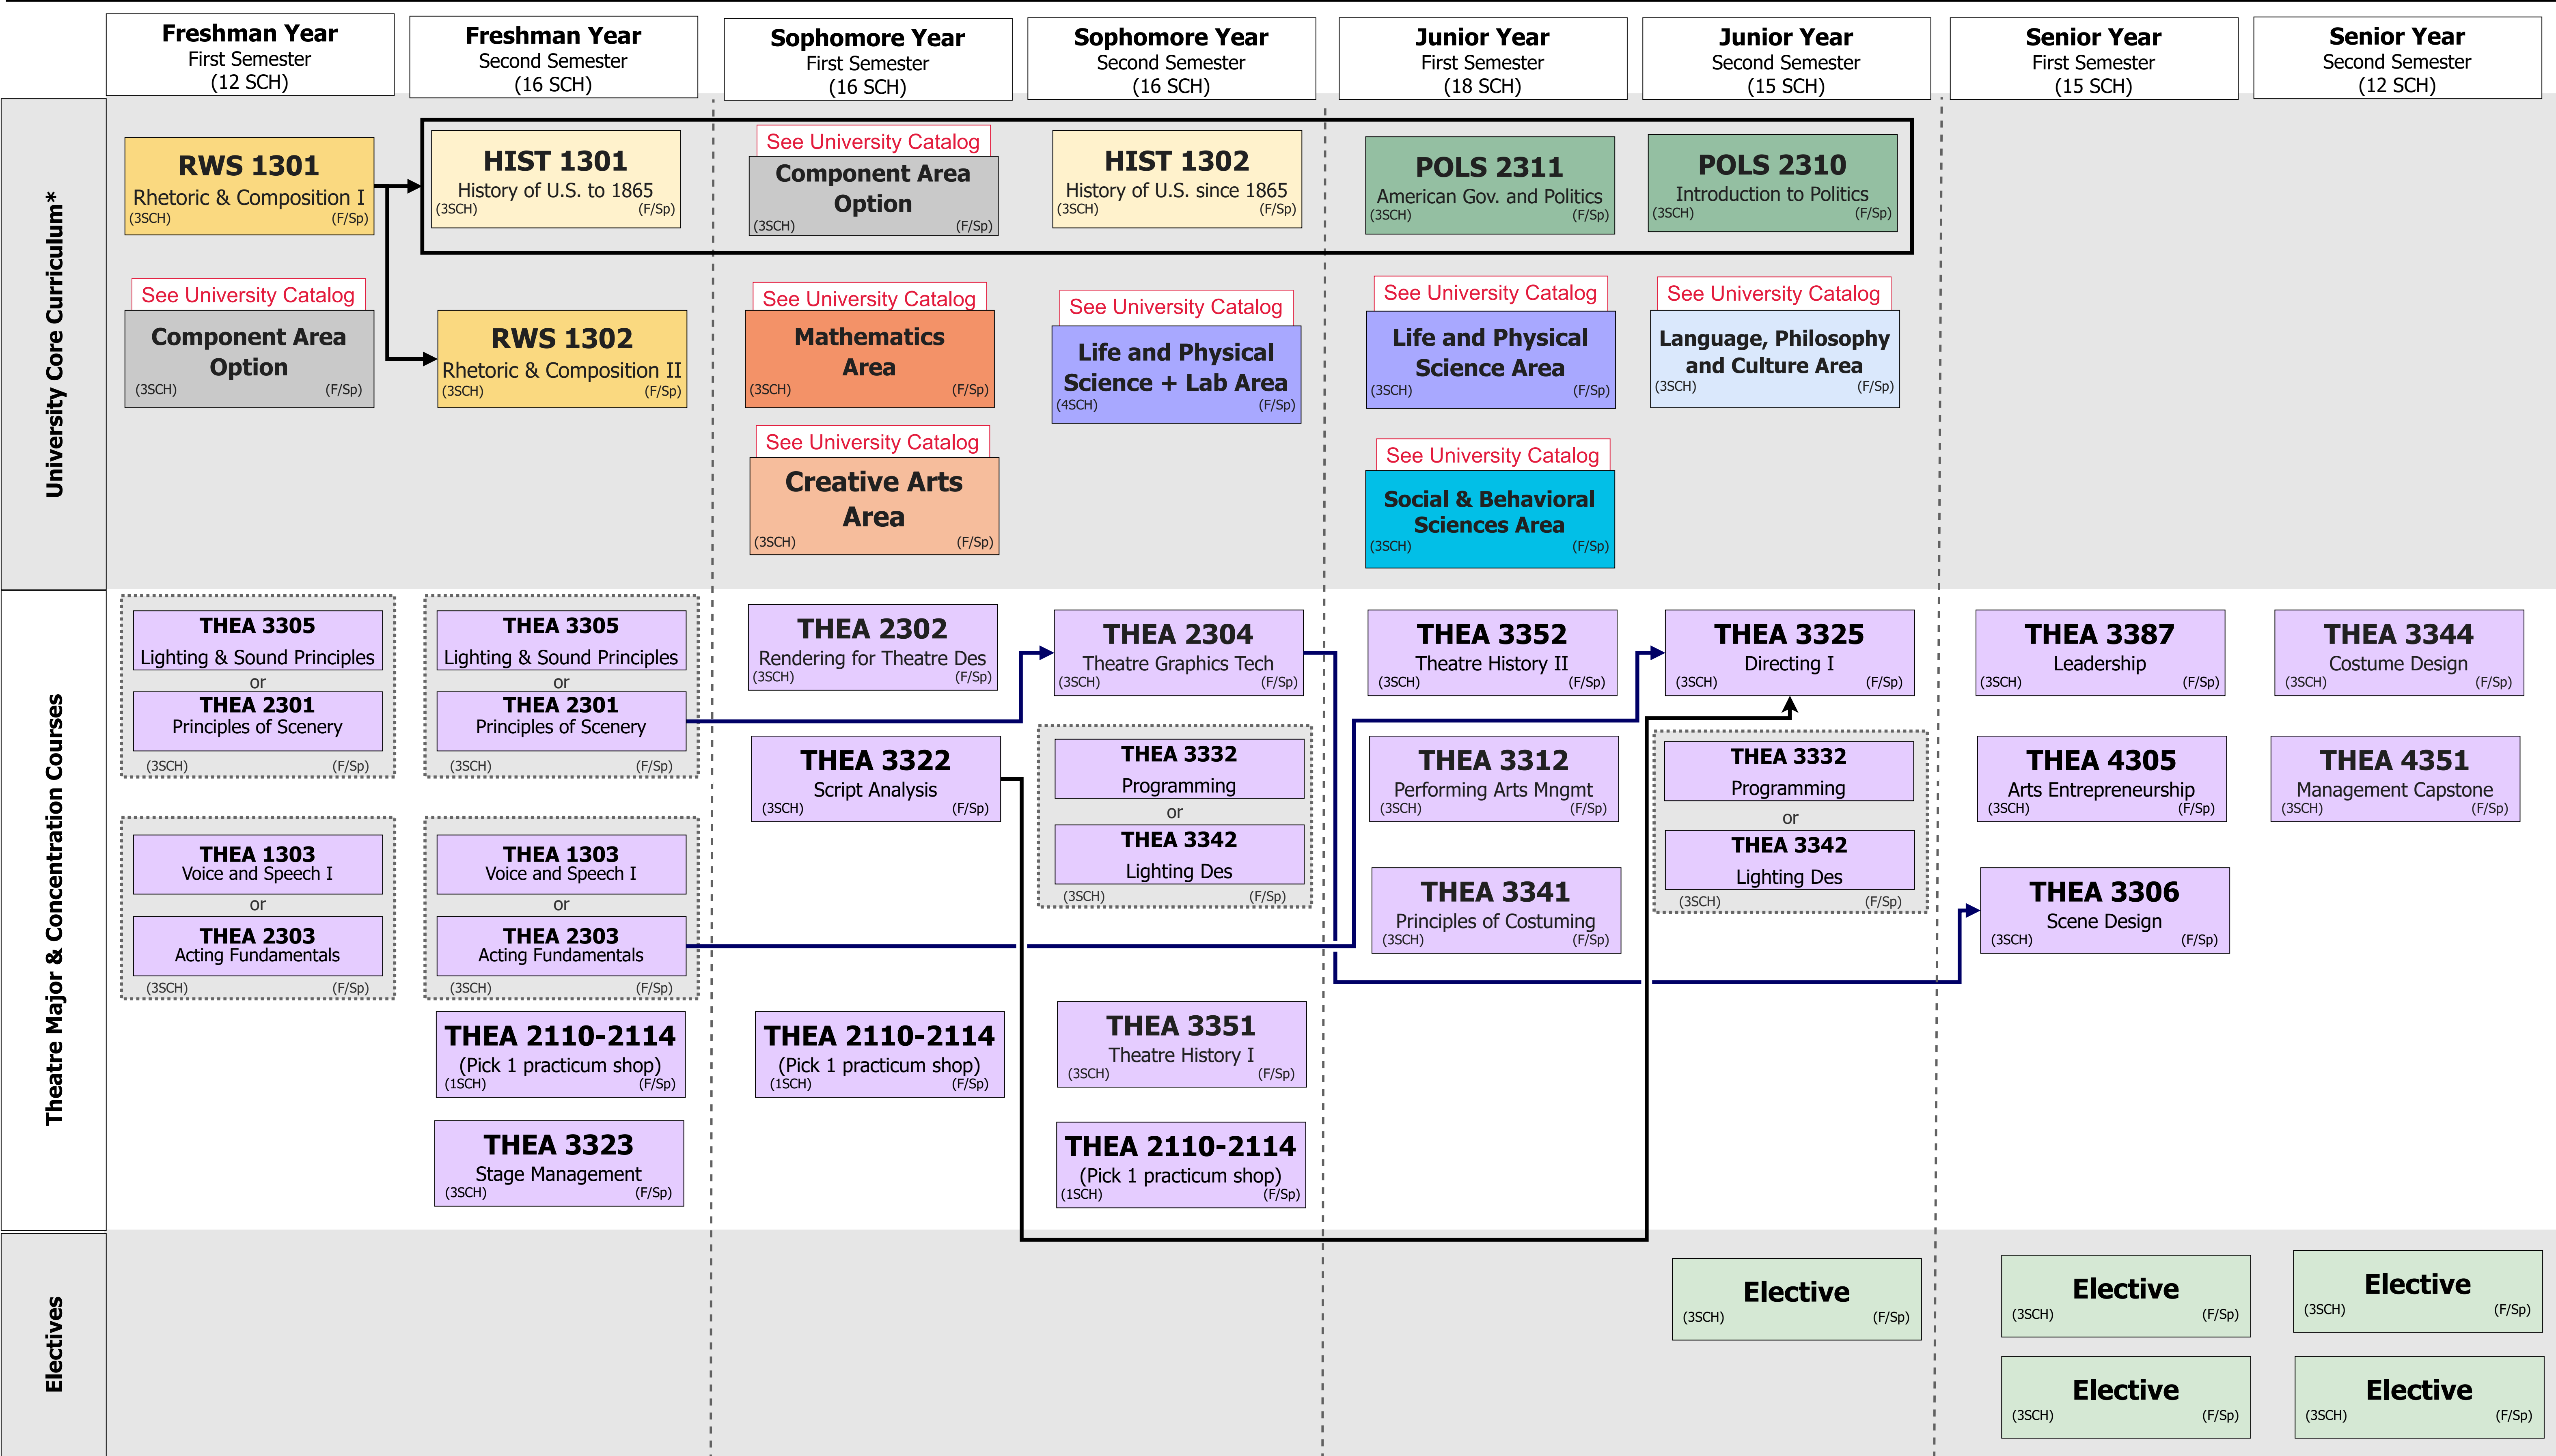 Freshman Year
First Semester
(12 SCH)
Freshman Year
Second Semester
(16 SCH)
Sophomore Year
First Semester
(16 SCH)
Sophomore Year
Second Semester
(16 SCH)
Junior Year
First Semester
(18 SCH)
Junior Year
Second Semester
(15 SCH)
Senior Year
First Semester
(15 SCH)
Senior Year
Second Semester
(12 SCH)
University Core Curriculum*
RWS 1301
Rhetoric & Composition I
(3SCH) (F/Sp)
HIST 1301
History of U.S. to 1865
(3SCH) (F/Sp)
See University Catalog
Component Area
Option
(3SCH) (F/Sp)
HIST 1302
History of U.S. since 1865
(3SCH) (F/Sp)
POLS 2311
American Gov. and Politics
(3SCH) (F/Sp)
POLS 2310
Introduction to Politics
(3SCH) (F/Sp)
See University Catalog
Component Area
Option
(3SCH) (F/Sp)
RWS 1302
Rhetoric & Composition II
(3SCH) (F/Sp)
See University Catalog
Mathematics
Area
(3SCH) (F/Sp)
See University Catalog
Life and Physical
Science + Lab Area
(4SCH) (F/Sp)
See University Catalog
Life and Physical
Science Area
(3SCH) (F/Sp)
See University Catalog
Language, Philosophy
and Culture Area
(3SCH) (F/Sp)
See University Catalog
Creative Arts
Area
(3SCH) (F/Sp)
See University Catalog
Social & Behavioral
Sciences Area
(3SCH) (F/Sp)
Theatre Major & Concentration Courses
THEA 3305
Lighting & Sound Principles
or
THEA 2301
Principles of Scenery
(3SCH) (F/Sp)
THEA 3305
Lighting & Sound Principles
or
THEA 2301
Principles of Scenery
(3SCH) (F/Sp)
THEA 2302
Rendering for Theatre Des
(3SCH) (F/Sp)
THEA 2304
Theatre Graphics Tech
(3SCH) (F/Sp)
THEA 3352
Theatre History II
(3SCH) (F/Sp)
THEA 3325
Directing I
(3SCH) (F/Sp)
THEA 3387
Leadership
(3SCH) (F/Sp)
THEA 3344
Costume Design
(3SCH) (F/Sp)
THEA 3322
Script Analysis
(3SCH) (F/Sp)
THEA 3332
Programming
or
THEA 3342
Lighting Des
(3SCH) (F/Sp)
THEA 3312
Performing Arts Mngmt
(3SCH) (F/Sp)
THEA 3332
Programming
or
THEA 3342
Lighting Des
(3SCH) (F/Sp)
THEA 4305
Arts Entrepreneurship
(3SCH) (F/Sp)
THEA 4351
Management Capstone
(3SCH) (F/Sp)
THEA 1303
Voice and Speech I
or
THEA 2303
Acting Fundamentals
(3SCH) (F/Sp)
THEA 1303
Voice and Speech I
or
THEA 2303
Acting Fundamentals
(3SCH) (F/Sp)
THEA 3341
Principles of Costuming
(3SCH) (F/Sp)
THEA 3306
Scene Design
(3SCH) (F/Sp)
THEA 2110-2114
(Pick 1 practicum shop)
(1SCH) (F/Sp)
THEA 2110-2114
(Pick 1 practicum shop)
(1SCH) (F/Sp)
THEA 3351
Theatre History I
(3SCH) (F/Sp)
THEA 3323
Stage Management
(3SCH) (F/Sp)
THEA 2110-2114
(Pick 1 practicum shop)
(1SCH) (F/Sp)
Electives
Elective
(3SCH) (F/Sp)
Elective
(3SCH) (F/Sp)
Elective
(3SCH) (F/Sp)
Elective
(3SCH) (F/Sp)
Elective
(3SCH) (F/Sp)